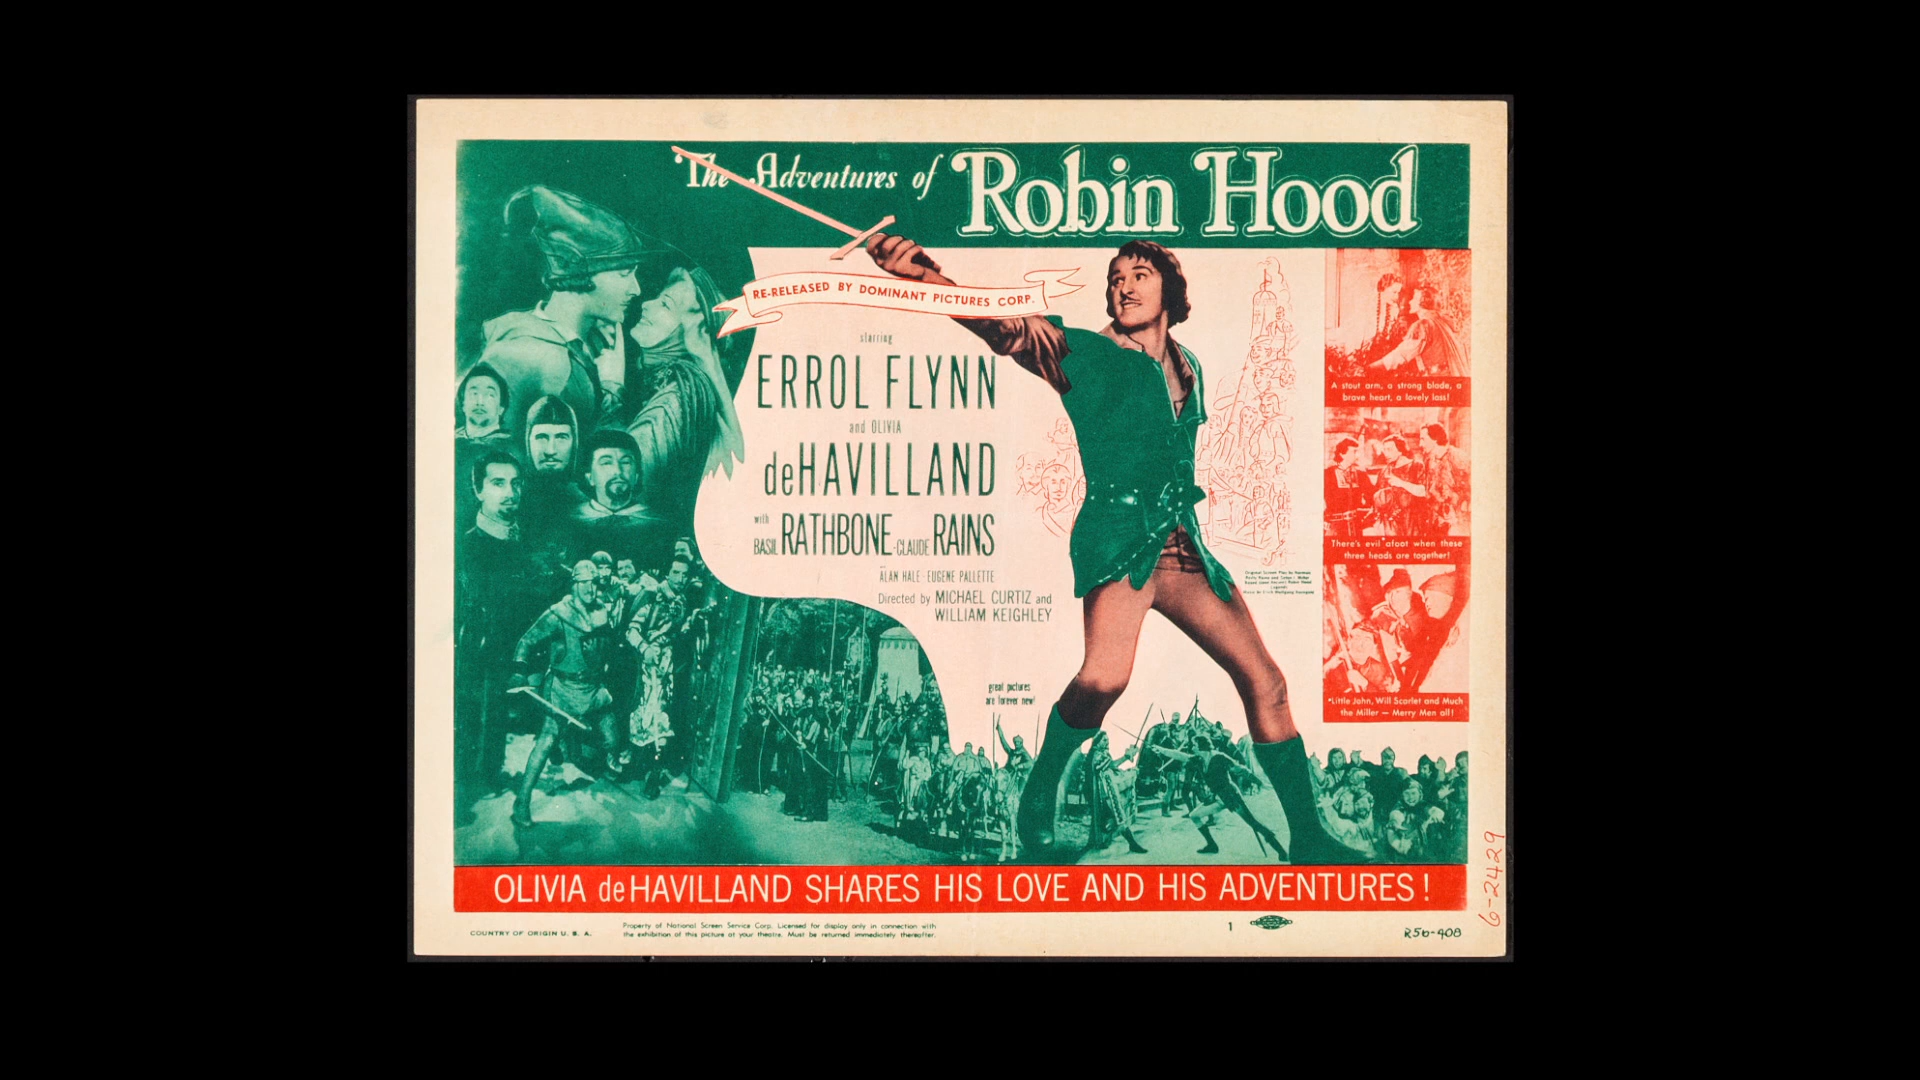 The Adventures of Robin Hood
RE-RELEASED BY DOMINANT PICTURES CORP.
starring
ERROL FLYNN
and OLIVIA
deHAVILLAND
with
BASIL RATHBONE - CLAUDE RAINS
ALAN HALE · EUGENE PALLETTE
Directed by MICHAEL CURTIZ and
WILLIAM KEIGHLEY
great pictures
are forever new!
A stout arm, a strong blade, a
brave heart, a lovely lass!
There's evil afoot when these
three heads are together!
Little John, Will Scarlet and Much
the Miller — Merry Men all!
OLIVIA deHAVILLAND SHARES HIS LOVE AND HIS ADVENTURES!
COUNTRY OF ORIGIN U. S. A.
Property of National Screen Service Corp. Licensed for display only in connection with
the exhibition of this picture at your theatre. Must be returned immediately thereafter.
1
R56-408
6-2429